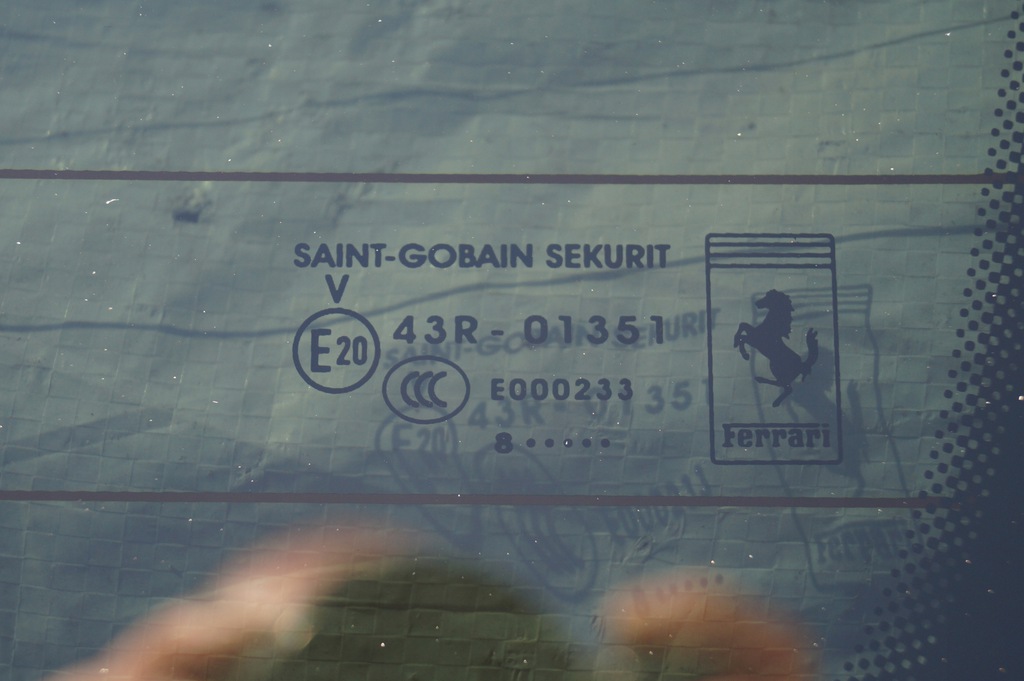 SAINT-GOBAIN SEKURIT
V
E20 43R-01351
CCC E000233
8 •••••
Ferrari